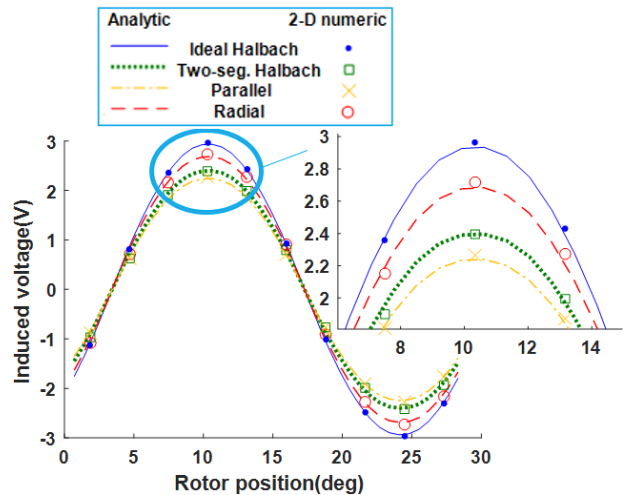 Analytic 2-D numeric
Ideal Halbach
Two-seg. Halbach
Parallel
Radial
3
2
1
0
-1
-2
-3
Induced voltage(V)
0 5 10 15 20 25 30
Rotor position(deg)
3
2.8
2.6
2.4
2.2
2
8 10 12 14